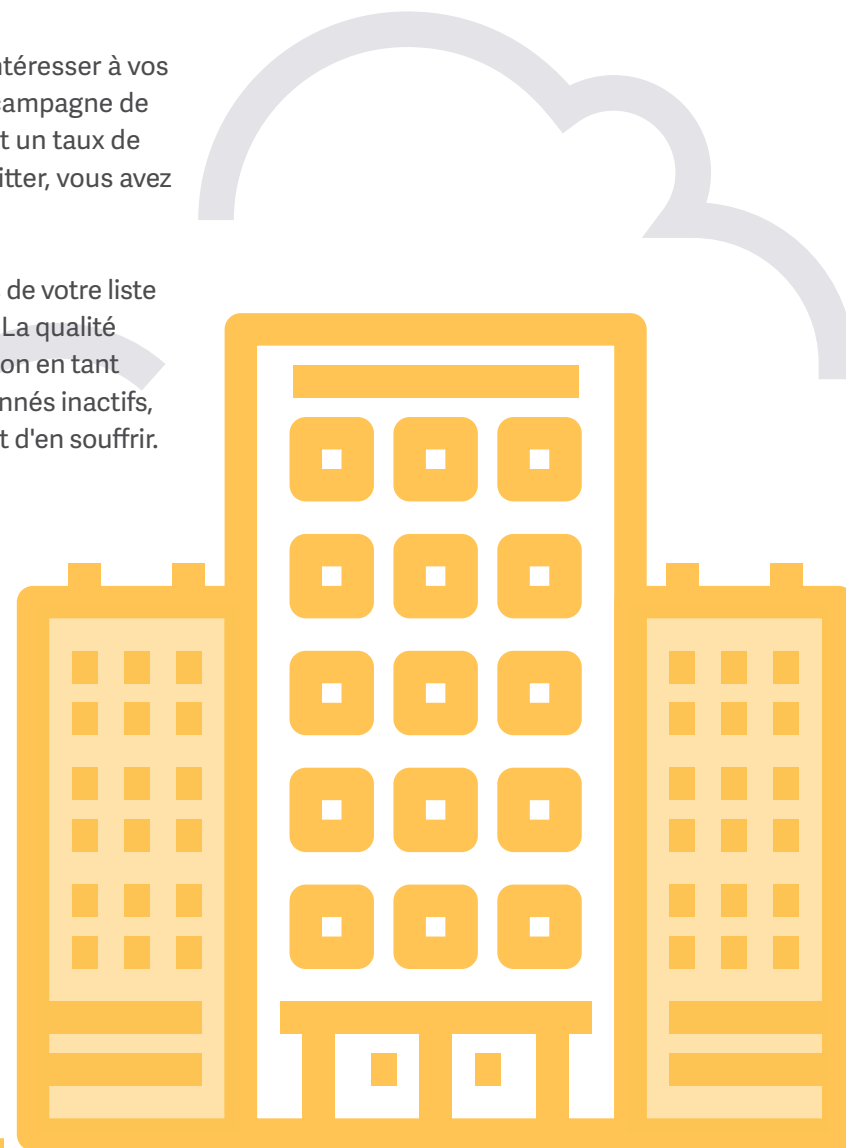 ntéresser à vos
campagne de
t un taux de
itter, vous avez
de votre liste
La qualité
on en tant
nnés inactifs,
t d'en souffrir.